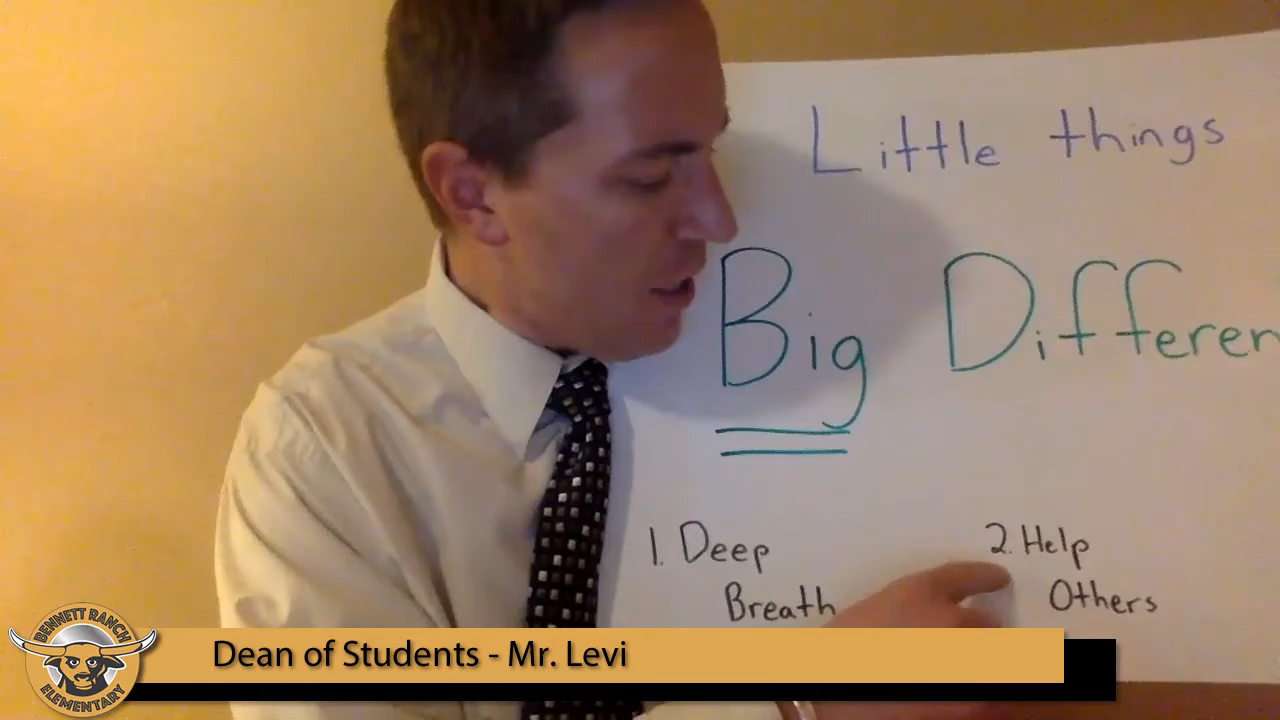 Little things
Big Differen
1. Deep
Breath
2. Help
Others
Dean of Students - Mr. Levi
BENNETT RANCH
ELEMENTARY